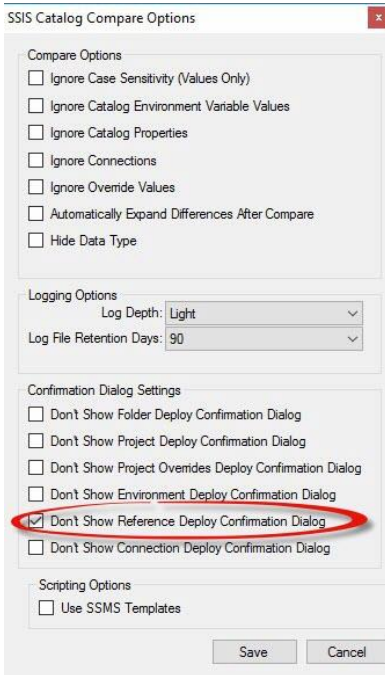 SSIS Catalog Compare Options
x
Compare Options
Ignore Case Sensitivity (Values Only)
Ignore Catalog Environment Variable Values
Ignore Catalog Properties
Ignore Connections
Ignore Override Values
Automatically Expand Differences After Compare
Hide Data Type
Logging Options
Log Depth: Light
Log File Retention Days: 90
Confirmation Dialog Settings
Don't Show Folder Deploy Confirmation Dialog
Don't Show Project Deploy Confirmation Dialog
Don't Show Project Overrides Deploy Confirmation Dialog
Don't Show Environment Deploy Confirmation Dialog
Don't Show Reference Deploy Confirmation Dialog
Don't Show Connection Deploy Confirmation Dialog
Scripting Options
Use SSMS Templates
Save Cancel